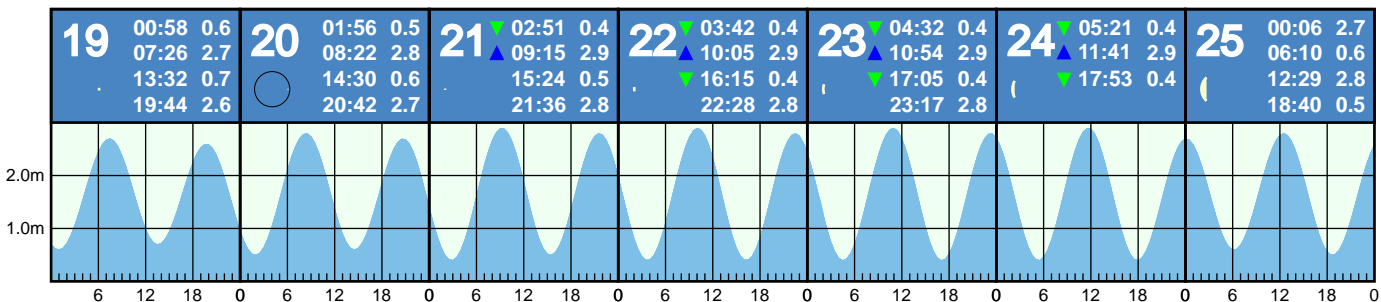 19
00:58 0.6
07:26 2.7
13:32 0.7
19:44 2.6
20
01:56 0.5
08:22 2.8
14:30 0.6
20:42 2.7
21
▼ 02:51 0.4
▲ 09:15 2.9
15:24 0.5
21:36 2.8
22
▼ 03:42 0.4
▲ 10:05 2.9
▼ 16:15 0.4
22:28 2.8
23
▼ 04:32 0.4
▲ 10:54 2.9
▼ 17:05 0.4
23:17 2.8
24
▼ 05:21 0.4
▲ 11:41 2.9
▼ 17:53 0.4
25
00:06 2.7
06:10 0.6
12:29 2.8
18:40 0.5
2.0m
1.0m
6 12 18 0 6 12 18 0 6 12 18 0 6 12 18 0 6 12 18 0 6 12 18 0 6 12 18 0